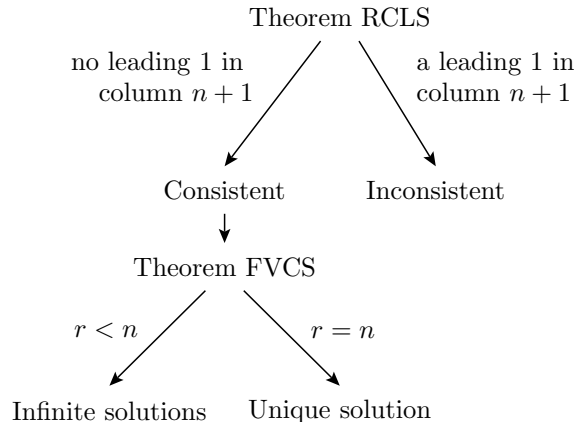 Theorem RCLS
no leading 1 in
column n + 1
a leading 1 in
column n + 1
Consistent
Inconsistent
Theorem FVCS
r < n
r = n
Infinite solutions
Unique solution